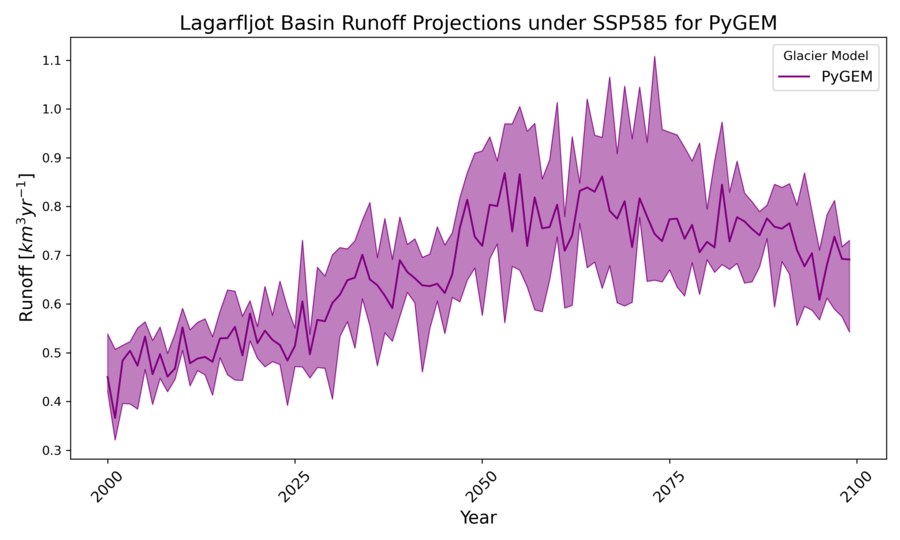 Lagarfljot Basin Runoff Projections under SSP585 for PyGEM
Glacier Model
PyGEM
Runoff [km³yr⁻¹]
1.1
1.0
0.9
0.8
0.7
0.6
0.5
0.4
0.3
2000
2025
2050
2075
2100
Year